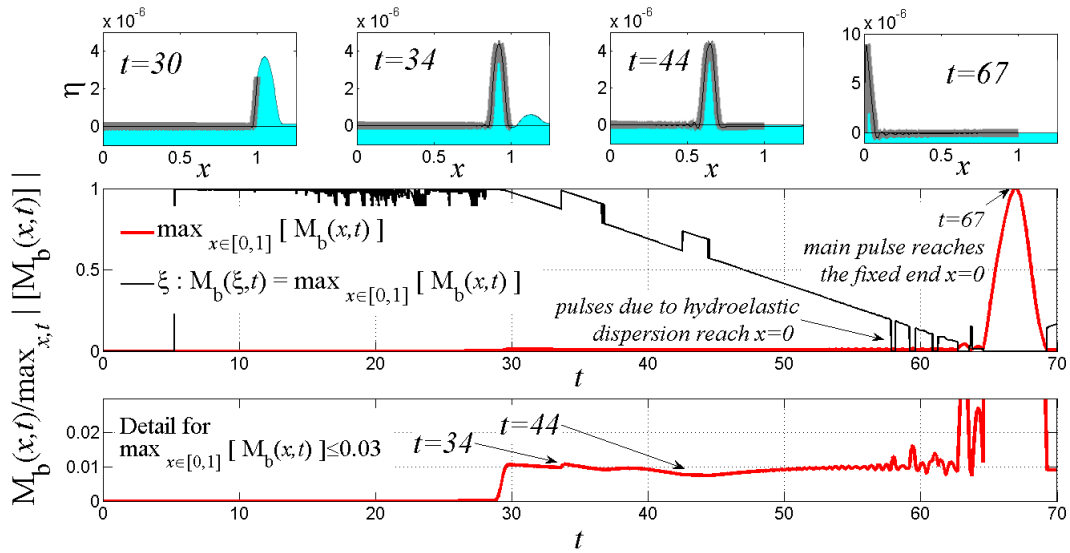 x 10⁻⁶ x 10⁻⁶ x 10⁻⁶ x 10⁻⁶
t=30 t=34 t=44 t=67
η
4 4 4 10
2 2 2 5
0 0 0 0
0 0.5 1 0 0.5 1 0 0.5 1 0 0.5 1
x x x x
M_b(x,t)/max_{x,t} | [M_b(x,t)] |
1
0.5
0
max x∈[0,1] [ M_b(x,t) ]
ξ : M_b(ξ,t) = max x∈[0,1] [ M_b(x,t) ]
t=67
main pulse reaches
the fixed end x=0
pulses due to hydroelastic
dispersion reach x=0
0 10 20 30 40 50 60 70
t
0.02
0.01
0
Detail for
max x∈[0,1] [ M_b(x,t) ]≤0.03
t=34
t=44
0 10 20 30 40 50 60 70
t